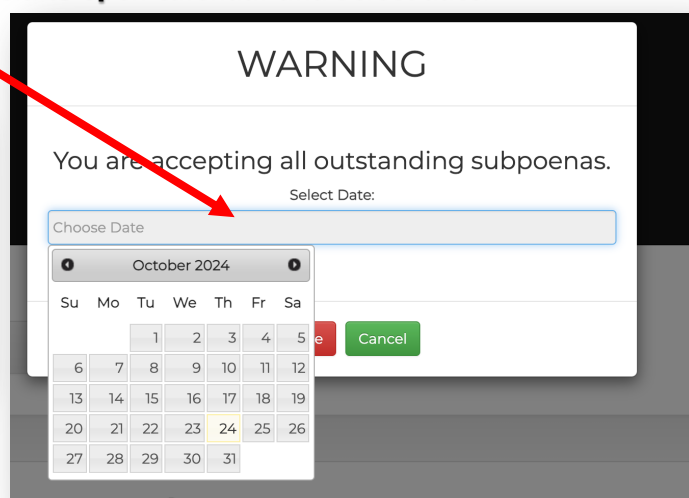 WARNING
You are accepting all outstanding subpoenas.
Select Date:
Choose Date
October 2024
Su Mo Tu We Th Fr Sa
1 2 3 4 5
6 7 8 9 10 11 12
13 14 15 16 17 18 19
20 21 22 23 24 25 26
27 28 29 30 31
Cancel